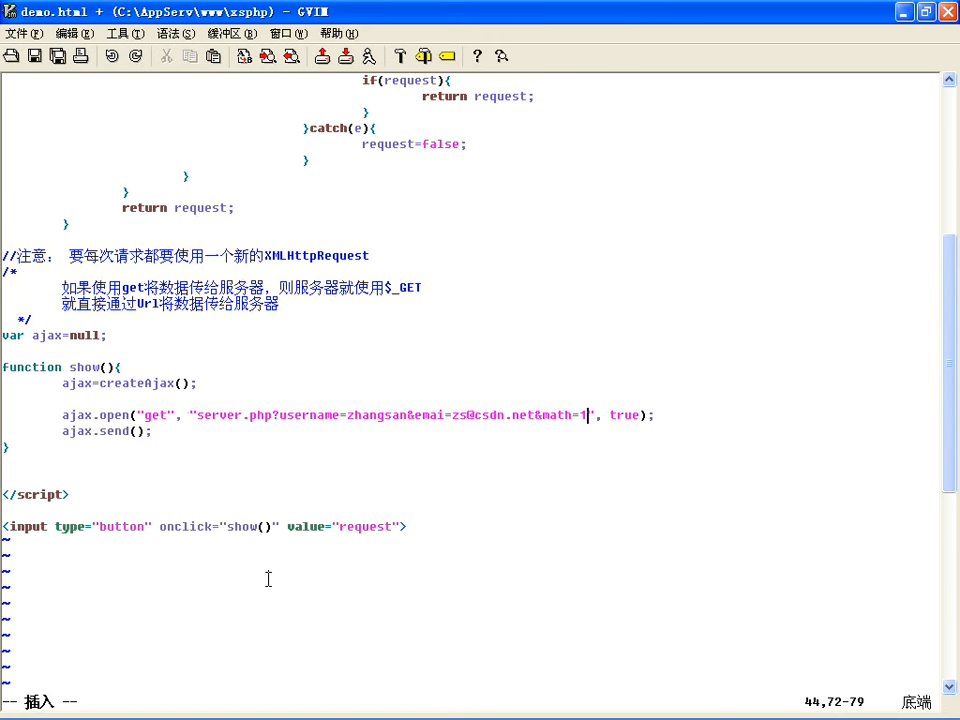 demo.html + (C:\AppServ\www\xsphp) - GVIM
文件(F) 编辑(E) 工具(T) 语法(S) 缓冲区(B) 窗口(W) 帮助(H)
if(request){
return request;
}
}catch(e){
request=false;
}
}
}
return request;
}
//注意： 要每次请求都要使用一个新的XMLHttpRequest
/*
如果使用get将数据传给服务器，则服务器就使用$_GET
就直接通过Url将数据传给服务器
*/
var ajax=null;
function show(){
ajax=createAjax();
ajax.open("get", "server.php?username=zhangsan&emai=zs@csdn.net&math=1", true);
ajax.send();
}
</script>
<input type="button" onclick="show()" value="request">
~
~
~
~
~
~
~
~
~
~
-- 插入 --
44,72-79
底端